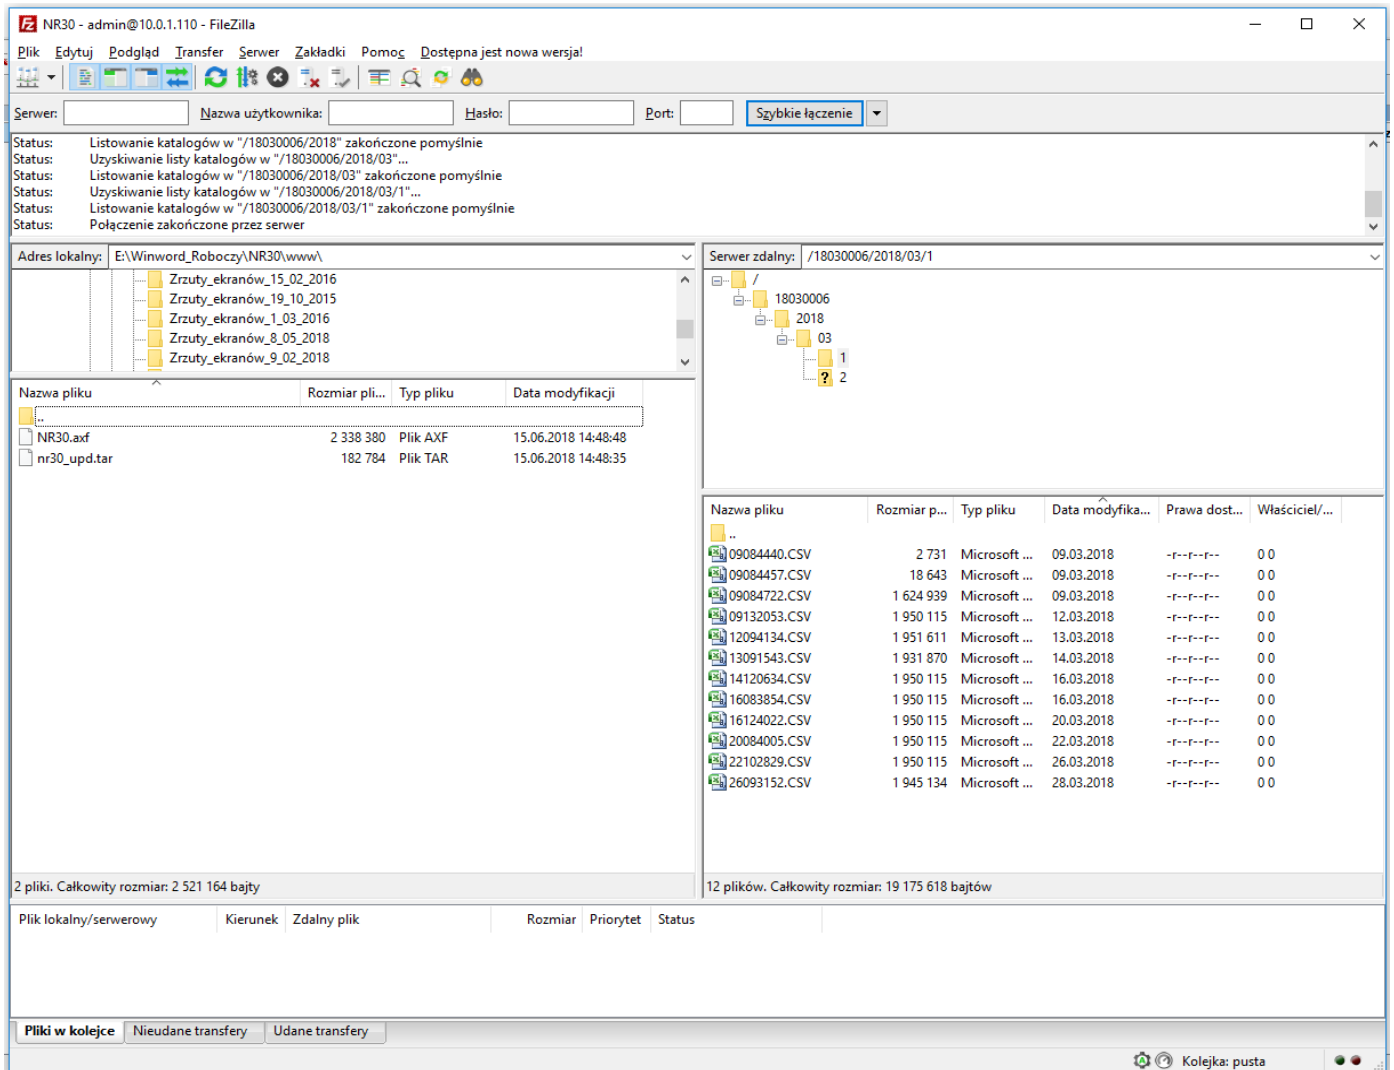 NR30 - admin@10.0.1.110 - FileZilla
Plik Edytuj Podgląd Transfer Serwer Zakładki Pomoc Dostępna jest nowa wersja!
Serwer: Nazwa użytkownika: Hasło: Port: Szybkie łączenie
Status: Listowanie katalogów w "/18030006/2018" zakończone pomyślnie
Status: Uzyskiwanie listy katalogów w "/18030006/2018/03"...
Status: Listowanie katalogów w "/18030006/2018/03" zakończone pomyślnie
Status: Uzyskiwanie listy katalogów w "/18030006/2018/03/1"...
Status: Listowanie katalogów w "/18030006/2018/03/1" zakończone pomyślnie
Status: Połączenie zakończone przez serwer
Adres lokalny: E:\Winword_Roboczy\NR30\www\
Zrzuty_ekranów_15_02_2016
Zrzuty_ekranów_19_10_2015
Zrzuty_ekranów_1_03_2016
Zrzuty_ekranów_8_05_2018
Zrzuty_ekranów_9_02_2018
Nazwa pliku Rozmiar pli... Typ pliku Data modyfikacji
..
NR30.axf 2 338 380 Plik AXF 15.06.2018 14:48:48
nr30_upd.tar 182 784 Plik TAR 15.06.2018 14:48:35
2 pliki. Całkowity rozmiar: 2 521 164 bajty
Serwer zdalny: /18030006/2018/03/1
/
18030006
2018
03
1
? 2
Nazwa pliku Rozmiar p... Typ pliku Data modyfika... Prawa dost... Właściciel/...
..
09084440.CSV 2 731 Microsoft ... 09.03.2018 -r--r--r-- 0 0
09084457.CSV 18 643 Microsoft ... 09.03.2018 -r--r--r-- 0 0
09084722.CSV 1 624 939 Microsoft ... 09.03.2018 -r--r--r-- 0 0
09132053.CSV 1 950 115 Microsoft ... 12.03.2018 -r--r--r-- 0 0
12094134.CSV 1 951 611 Microsoft ... 13.03.2018 -r--r--r-- 0 0
13091543.CSV 1 931 870 Microsoft ... 14.03.2018 -r--r--r-- 0 0
14120634.CSV 1 950 115 Microsoft ... 16.03.2018 -r--r--r-- 0 0
16083854.CSV 1 950 115 Microsoft ... 16.03.2018 -r--r--r-- 0 0
16124022.CSV 1 950 115 Microsoft ... 20.03.2018 -r--r--r-- 0 0
20084005.CSV 1 950 115 Microsoft ... 22.03.2018 -r--r--r-- 0 0
22102829.CSV 1 950 115 Microsoft ... 26.03.2018 -r--r--r-- 0 0
26093152.CSV 1 945 134 Microsoft ... 28.03.2018 -r--r--r-- 0 0
12 plików. Całkowity rozmiar: 19 175 618 bajtów
Plik lokalny/serwerowy Kierunek Zdalny plik Rozmiar Priorytet Status
Pliki w kolejce Nieudane transfery Udane transfery
Kolejka: pusta